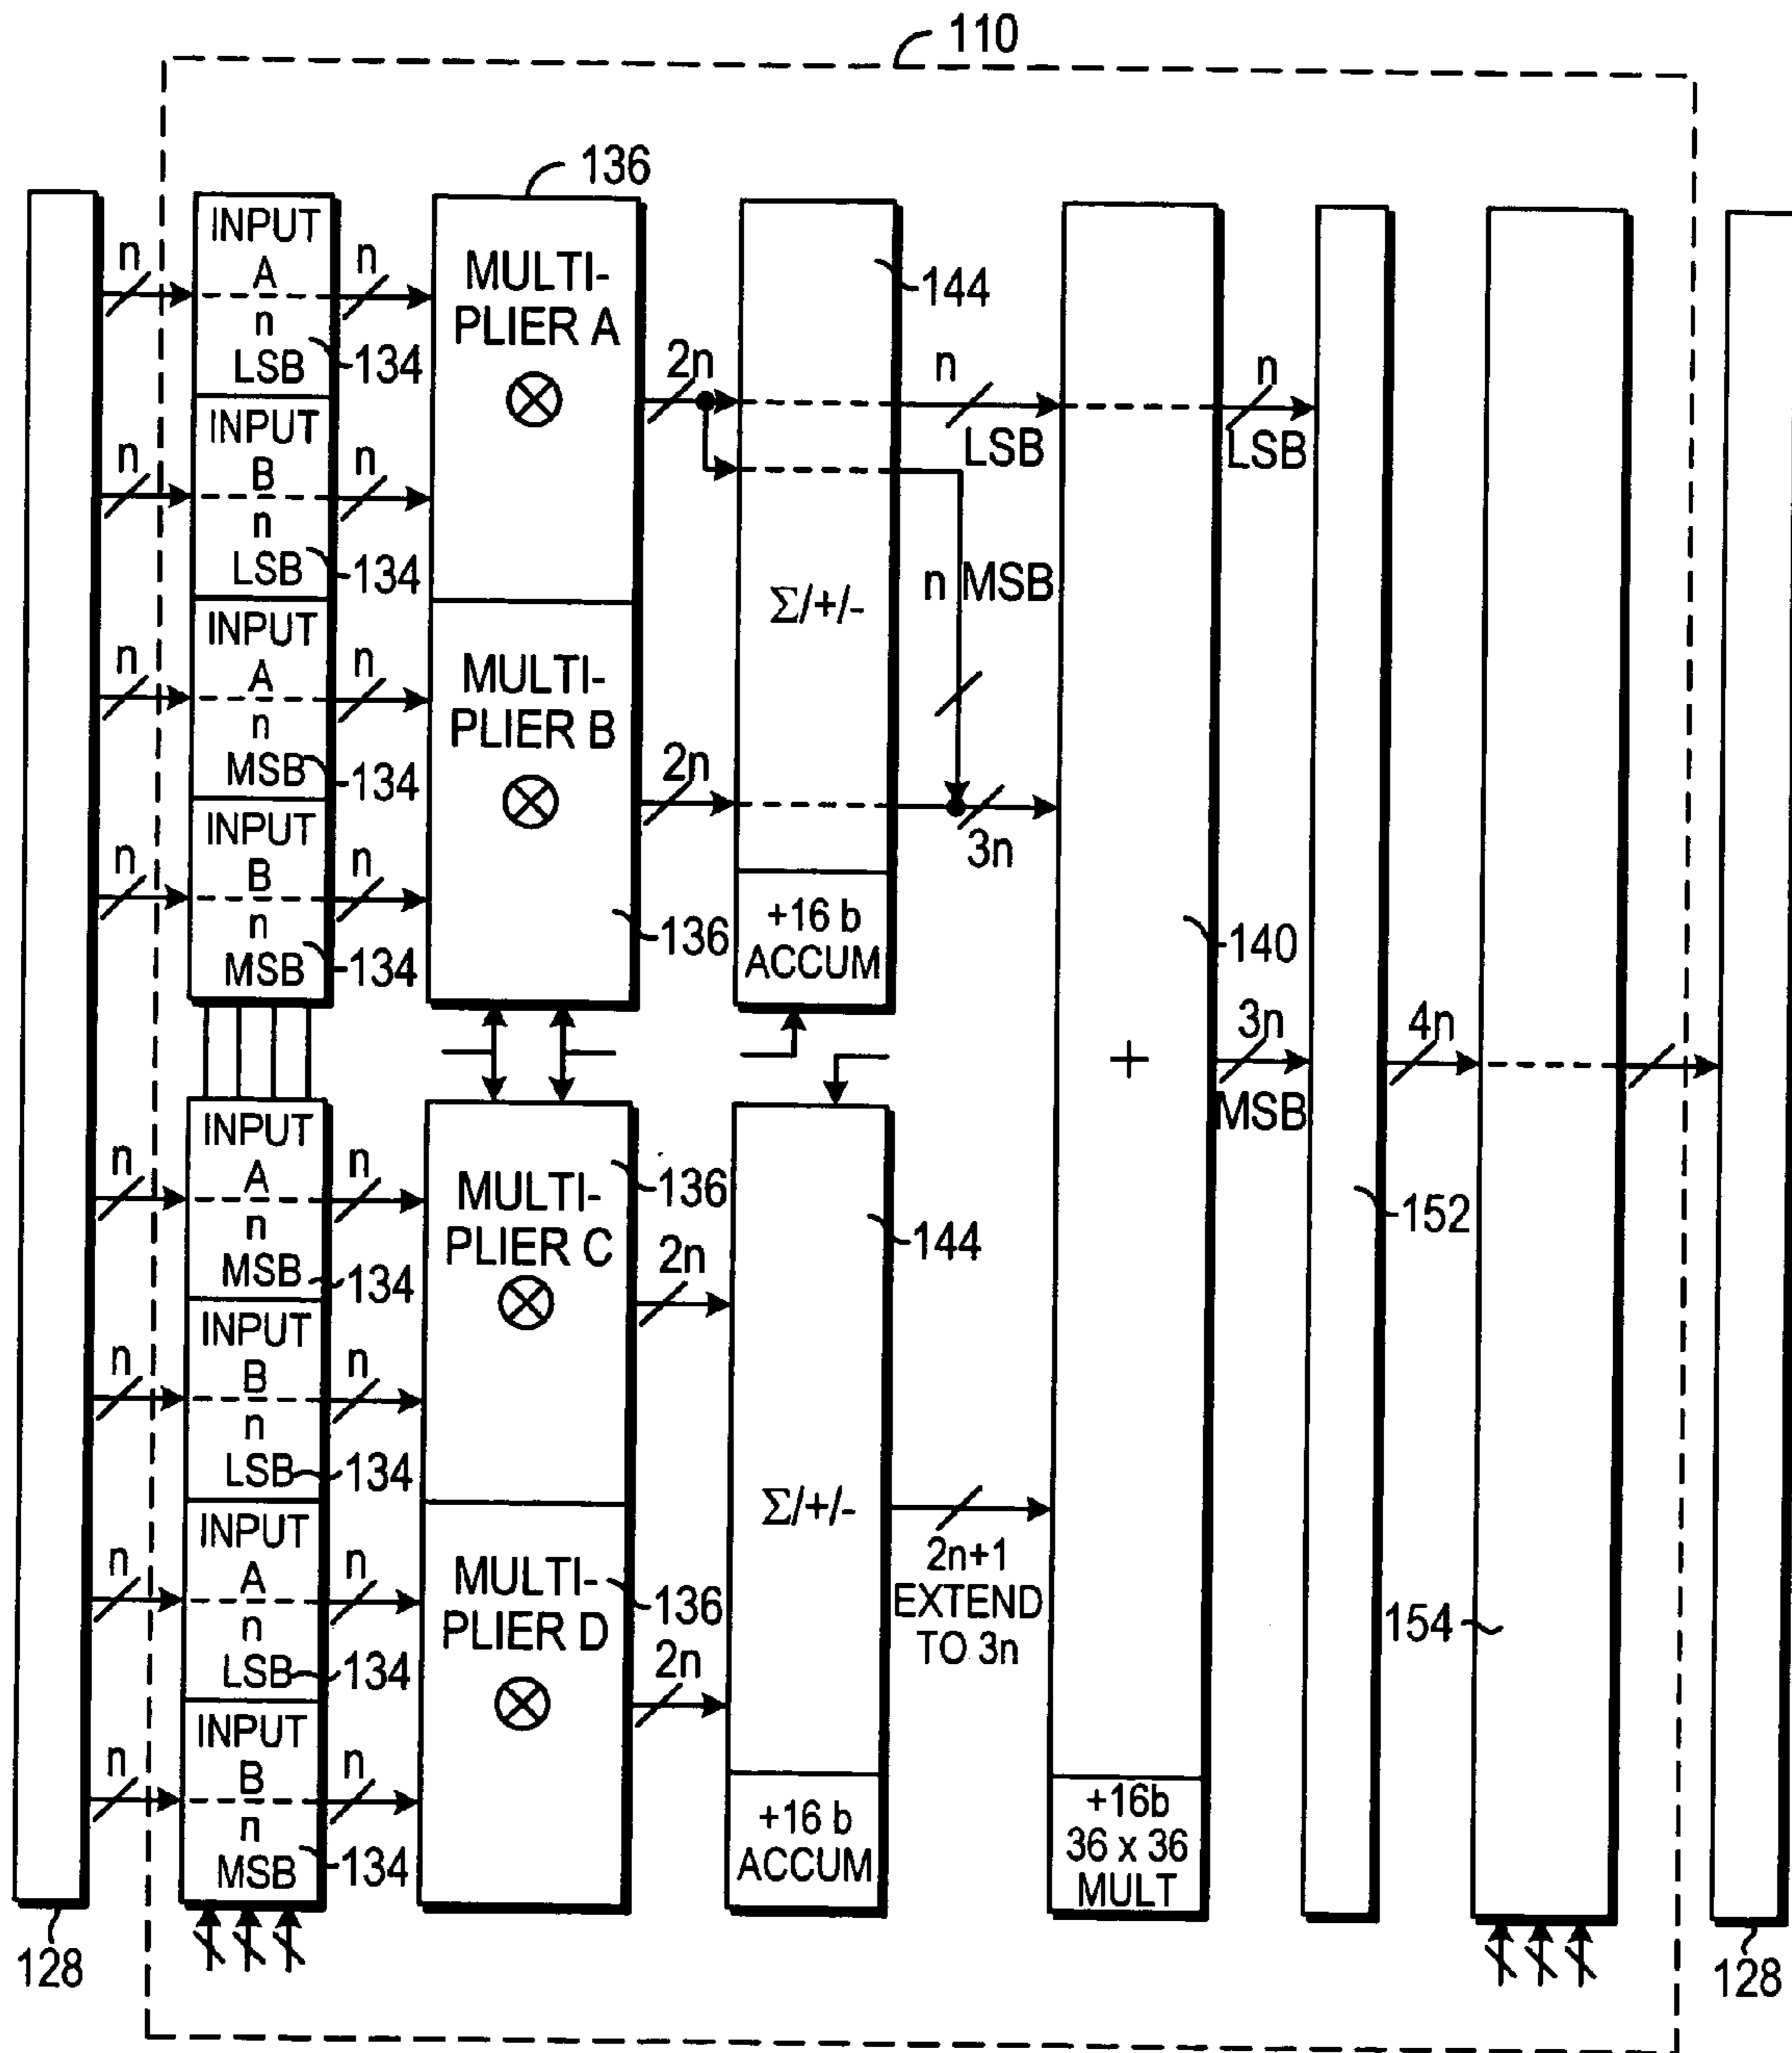 110
136
n
INPUT
A
n
LSB
134
n
MULTI-
PLIER A
2n
144
n
LSB
n
LSB
n
INPUT
B
n
LSB
134
n
n MSB
Σ/+/-
n
INPUT
A
n
MSB
134
n
MULTI-
PLIER B
2n
3n
n
INPUT
B
n
MSB
134
n
136
+16 b
ACCUM
140
+
3n
MSB
4n
n
INPUT
A
n
MSB
134
n
MULTI-
PLIER C
136
2n
144
152
n
INPUT
B
n
LSB
134
n
Σ/+/-
2n+1
EXTEND
TO 3n
n
INPUT
A
n
LSB
134
n
MULTI-
PLIER D
136
2n
154
n
INPUT
B
n
MSB
134
n
+16 b
ACCUM
+16b
36 x 36
MULT
128
128